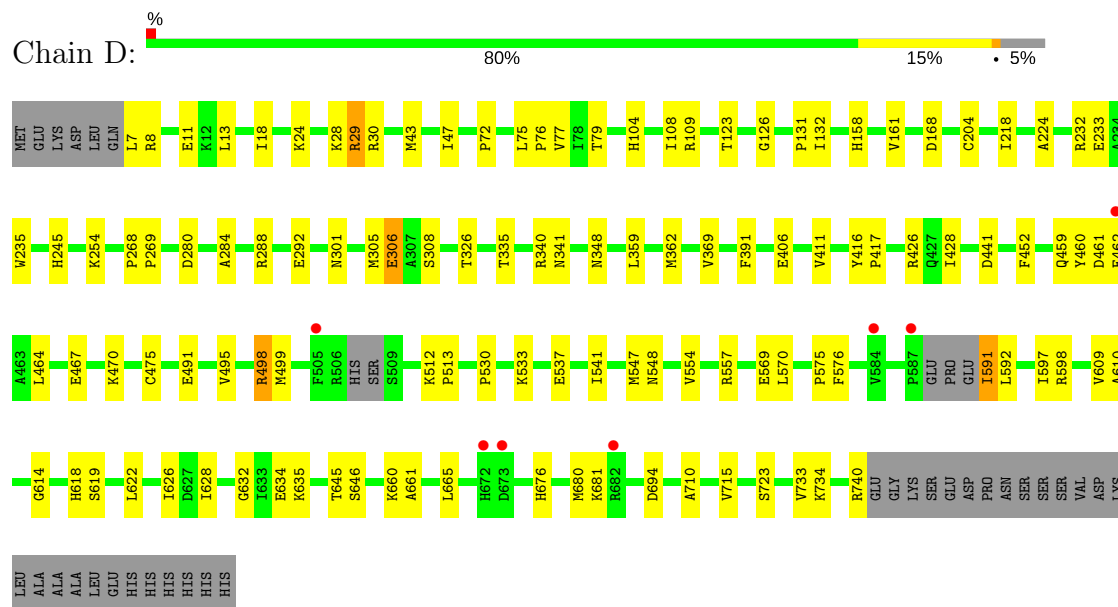 %
Chain D:
80% 15% • 5%
MET GLU LYS ASP LEU GLN L7 R8 E11 K12 L13 I18 K24 K28 R29 R30 M43 I47 P72 L75 P76 V77 I78 T79 H104 I108 R109 T123 G126 P131 I132 H158 V161 D168 C204 I218 A224 R232 E233 A234
W235 H245 K254 P268 P269 D280 A284 R288 E292 N301 M305 E306 A307 S308 T326 T335 R340 N341 N348 L359 M362 V369 F391 E406 V411 Y416 P417 R426 Q427 I428 D441 F452 Q459 Y460 D461 E462
A463 L464 E467 K470 C475 E491 V495 R498 M499 F505 R506 HIS SER S509 K512 P513 P530 K533 E537 I541 M547 N548 V554 R557 E569 L570 P575 F576 V584 P587 GLU PRO GLU I591 L592 I597 R598 V609 A610
G614 H618 S619 L622 I626 D627 I628 G632 I633 E634 K635 T645 S646 K660 A661 L665 H672 D673 H676 M680 K681 R682 D694 A710 V715 S723 V733 K734 R740 GLU GLY LYS SER GLU ASP PRO ASN SER SER SER VAL ASP LYS
LEU ALA ALA ALA LEU GLU HIS HIS HIS HIS HIS HIS